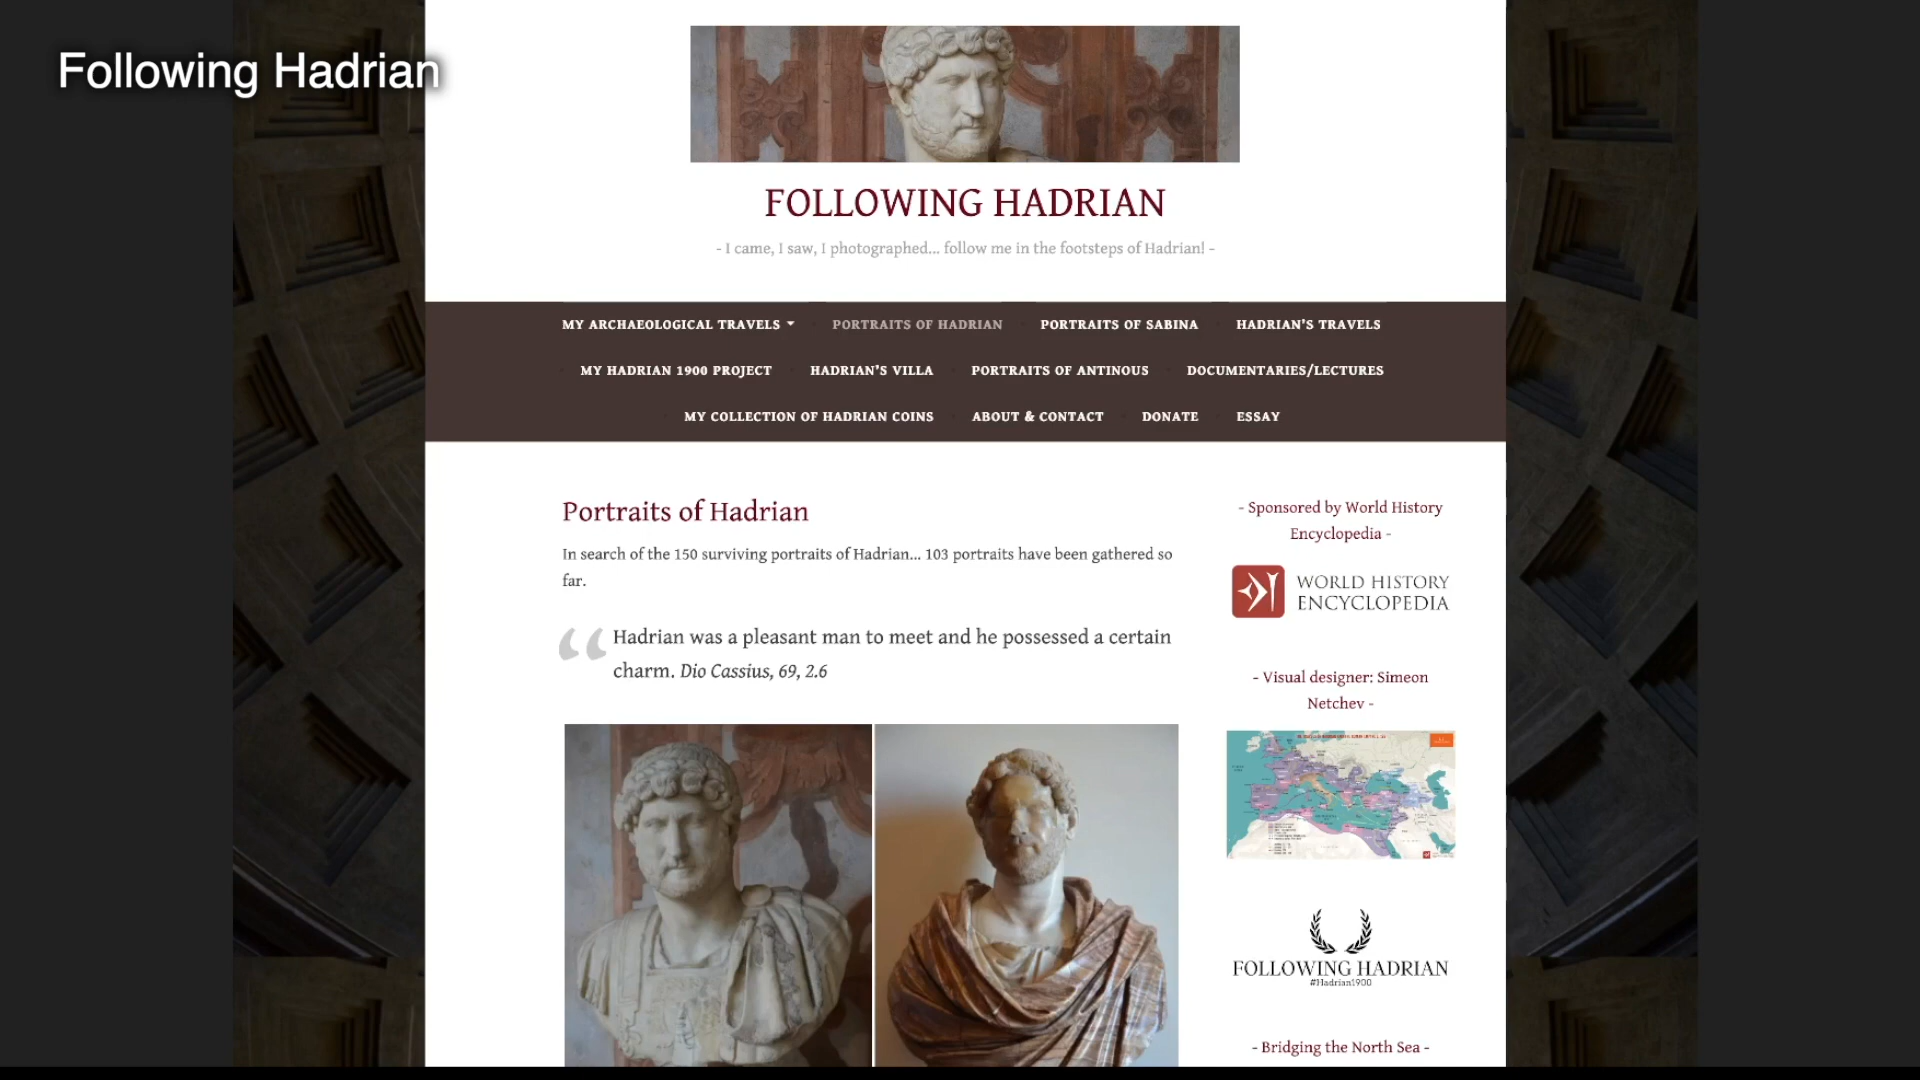 Following Hadrian
FOLLOWING HADRIAN
- I came, I saw, I photographed... follow me in the footsteps of Hadrian! -
MY ARCHAEOLOGICAL TRAVELS PORTRAITS OF HADRIAN PORTRAITS OF SABINA HADRIAN'S TRAVELS
MY HADRIAN 1900 PROJECT HADRIAN'S VILLA PORTRAITS OF ANTINOUS DOCUMENTARIES/LECTURES
MY COLLECTION OF HADRIAN COINS ABOUT & CONTACT DONATE ESSAY
Portraits of Hadrian
In search of the 150 surviving portraits of Hadrian... 103 portraits have been gathered so
far.
“ Hadrian was a pleasant man to meet and he possessed a certain
charm. Dio Cassius, 69, 2.6
- Sponsored by World History
Encyclopedia -
WORLD HISTORY
ENCYCLOPEDIA
- Visual designer: Simeon
Netchev -
FOLLOWING HADRIAN
#Hadrian1900
- Bridging the North Sea -